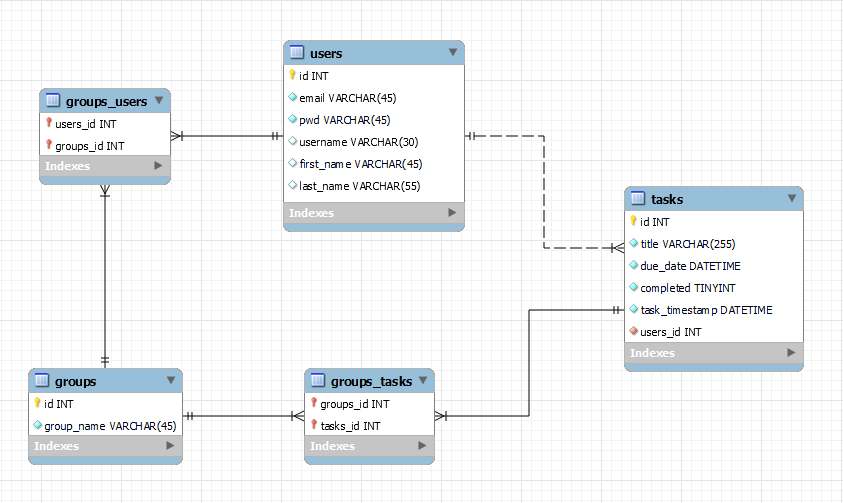 users
id INT
email VARCHAR(45)
pwd VARCHAR(45)
username VARCHAR(30)
first_name VARCHAR(45)
last_name VARCHAR(55)
Indexes
groups_users
users_id INT
groups_id INT
Indexes
tasks
id INT
title VARCHAR(255)
due_date DATETIME
completed TINYINT
task_timestamp DATETIME
users_id INT
Indexes
groups
id INT
group_name VARCHAR(45)
Indexes
groups_tasks
groups_id INT
tasks_id INT
Indexes